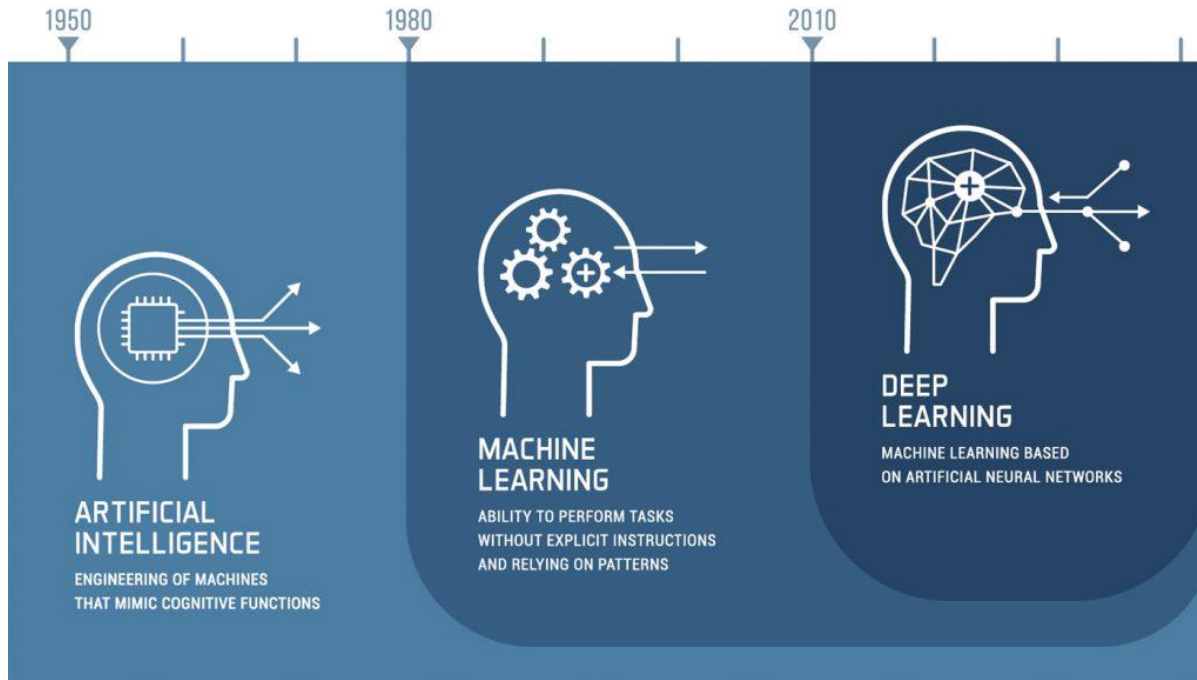 1950
1980
2010
ARTIFICIAL
INTELLIGENCE
ENGINEERING OF MACHINES
THAT MIMIC COGNITIVE FUNCTIONS
MACHINE
LEARNING
ABILITY TO PERFORM TASKS
WITHOUT EXPLICIT INSTRUCTIONS
AND RELYING ON PATTERNS
DEEP
LEARNING
MACHINE LEARNING BASED
ON ARTIFICIAL NEURAL NETWORKS